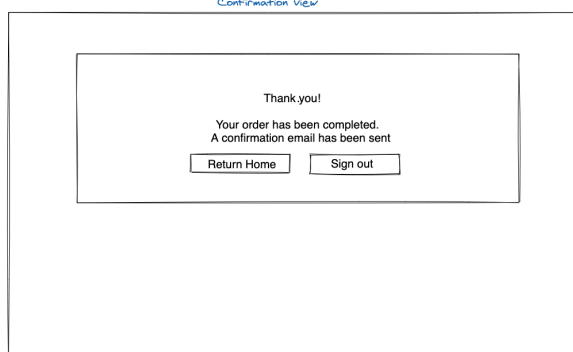 Confirmation View
Thank you!
Your order has been completed.
A confirmation email has been sent
Return Home
Sign out